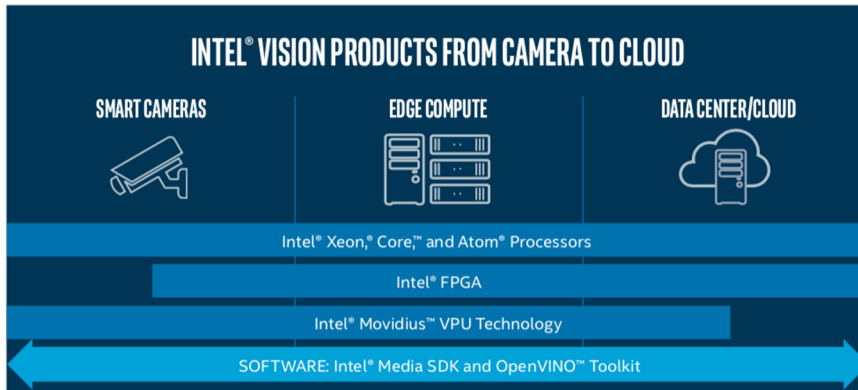 INTEL® VISION PRODUCTS FROM CAMERA TO CLOUD
SMART CAMERAS
EDGE COMPUTE
DATA CENTER/CLOUD
Intel® Xeon,® Core,™ and Atom® Processors
Intel® FPGA
Intel® Movidius™ VPU Technology
SOFTWARE: Intel® Media SDK and OpenVINO™ Toolkit